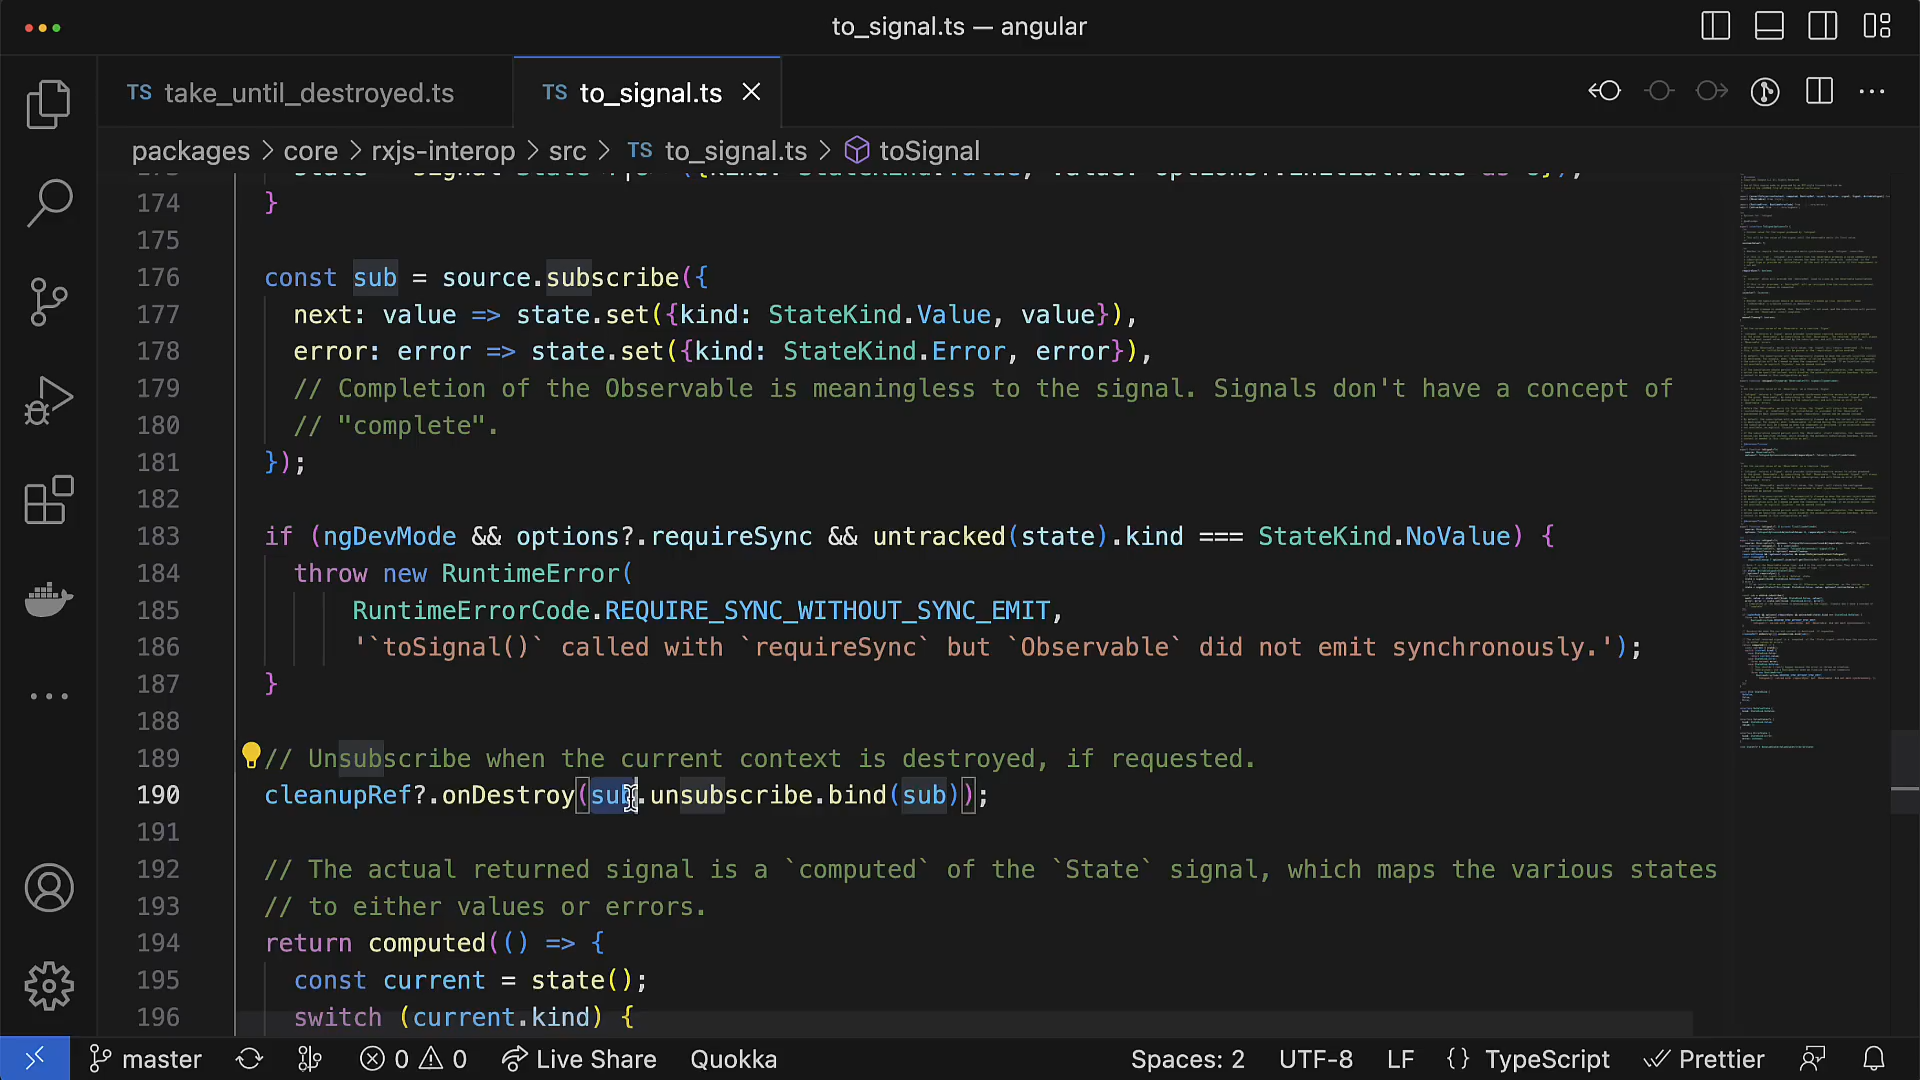 to_signal.ts — angular
TS take_until_destroyed.ts
TS to_signal.ts
packages > core > rxjs-interop > src > TS to_signal.ts > toSignal
174 }
175
176 const sub = source.subscribe({
177 next: value => state.set({kind: StateKind.Value, value}),
178 error: error => state.set({kind: StateKind.Error, error}),
179 // Completion of the Observable is meaningless to the signal. Signals don't have a concept of
180 // "complete".
181 });
182
183 if (ngDevMode && options?.requireSync && untracked(state).kind === StateKind.NoValue) {
184 throw new RuntimeError(
185 RuntimeErrorCode.REQUIRE_SYNC_WITHOUT_SYNC_EMIT,
186 '`toSignal()` called with `requireSync` but `Observable` did not emit synchronously.');
187 }
188
189 // Unsubscribe when the current context is destroyed, if requested.
190 cleanupRef?.onDestroy(sub.unsubscribe.bind(sub));
191
192 // The actual returned signal is a `computed` of the `State` signal, which maps the various states
193 // to either values or errors.
194 return computed(() => {
195 const current = state();
196 switch (current.kind) {
master 0 0 Live Share Quokka Spaces: 2 UTF-8 LF {} TypeScript Prettier